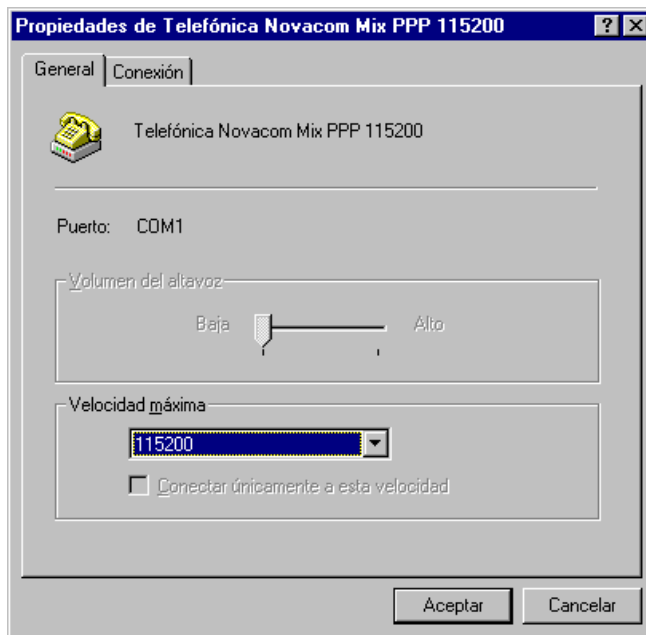 Propiedades de Telefónica Novacom Mix PPP 115200
General Conexión
Telefónica Novacom Mix PPP 115200
Puerto: COM1
Volumen del altavoz
Baja Alto
Velocidad máxima
115200
Conectar únicamente a esta velocidad
Aceptar Cancelar